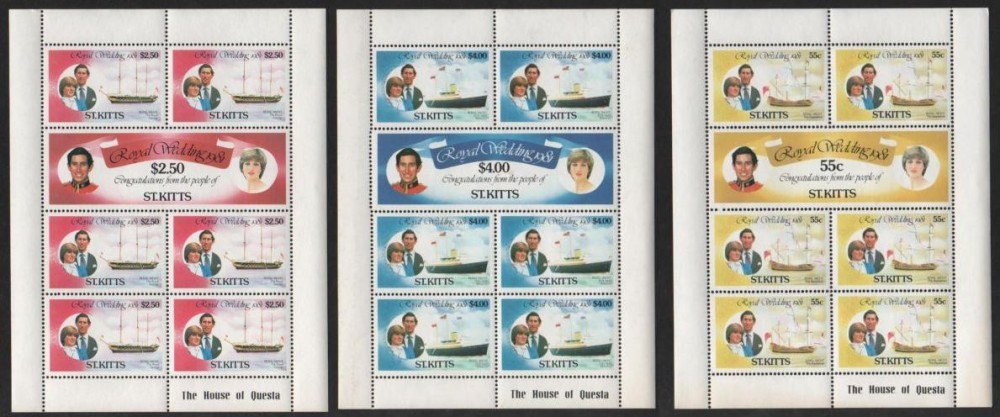 Royal Wedding 1981 $2.50 Royal Wedding 1981 $2.50
ST.KITTS ST.KITTS
Royal Wedding 1981
$2.50
Congratulations from the people of
ST.KITTS
Royal Wedding 1981 $2.50 Royal Wedding 1981 $2.50
ST.KITTS ST.KITTS
Royal Wedding 1981 $2.50 Royal Wedding 1981 $2.50
ST.KITTS ST.KITTS
The House of Questa
Royal Wedding 1981 $4.00 Royal Wedding 1981 $4.00
ST.KITTS ST.KITTS
Royal Wedding 1981
$4.00
Congratulations from the people of
ST.KITTS
Royal Wedding 1981 $4.00 Royal Wedding 1981 $4.00
ST.KITTS ST.KITTS
Royal Wedding 1981 $4.00 Royal Wedding 1981 $4.00
ST.KITTS ST.KITTS
The House of Questa
Royal Wedding 1981 55c Royal Wedding 1981 55c
ST.KITTS ST.KITTS
Royal Wedding 1981
55c
Congratulations from the people of
ST.KITTS
Royal Wedding 1981 55c Royal Wedding 1981 55c
ST.KITTS ST.KITTS
Royal Wedding 1981 55c Royal Wedding 1981 55c
ST.KITTS ST.KITTS
The House of Questa